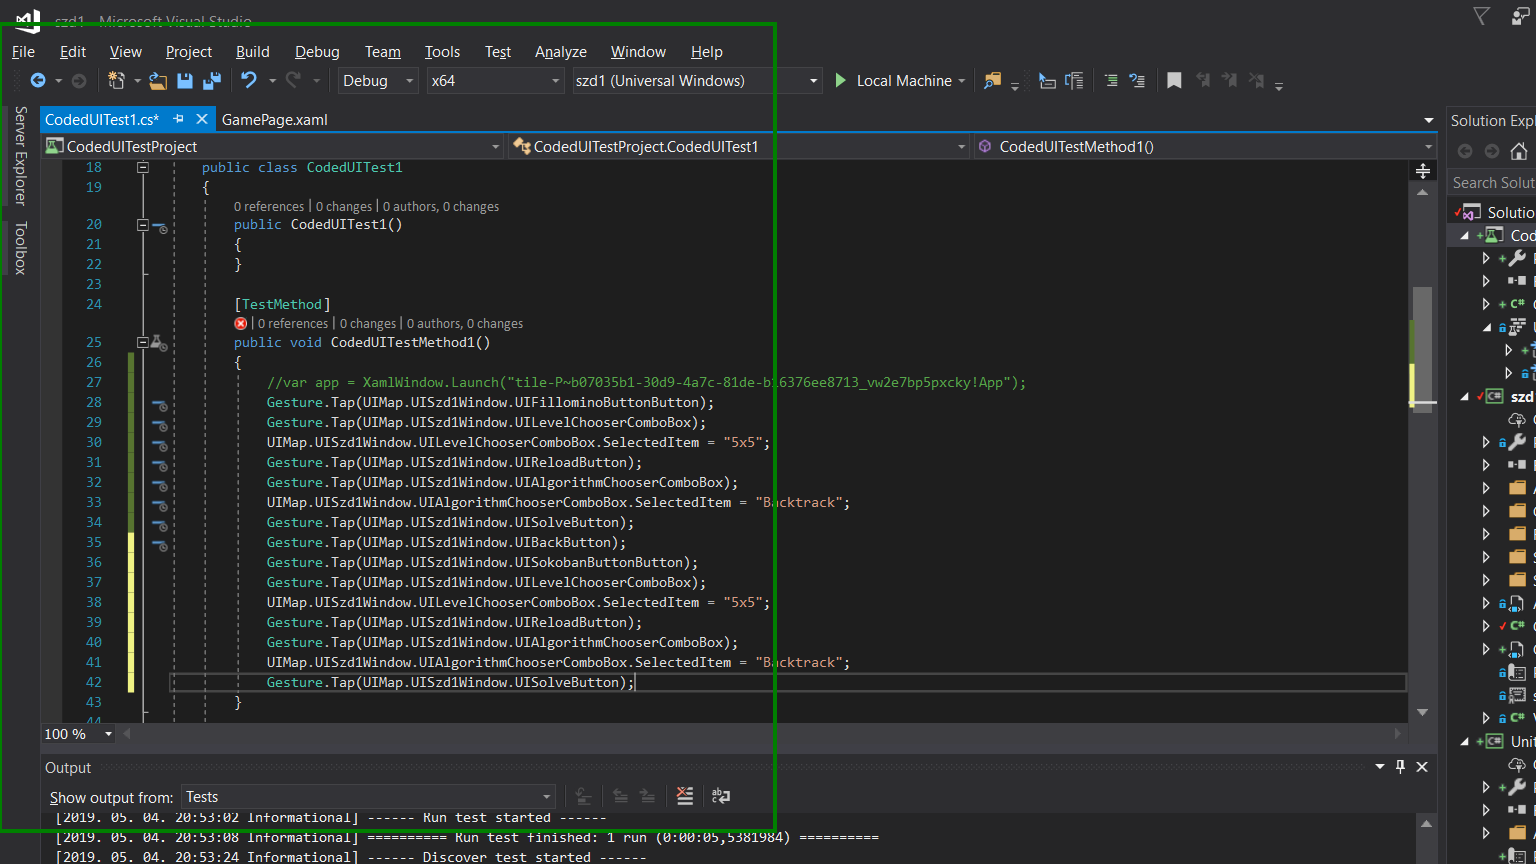 szd1 - Microsoft Visual Studio
File Edit View Project Build Debug Team Tools Test Analyze Window Help
Debug x64 szd1 (Universal Windows) Local Machine
Server Explorer
Toolbox
CodedUITest1.cs* GamePage.xaml
CodedUITestProject CodedUITestProject.CodedUITest1 CodedUITestMethod1()
18 public class CodedUITest1
19 {
0 references | 0 changes | 0 authors, 0 changes
20 public CodedUITest1()
21 {
22 }
23
24 [TestMethod]
| 0 references | 0 changes | 0 authors, 0 changes
25 public void CodedUITestMethod1()
26 {
27 //var app = XamlWindow.Launch("tile-P~b07035b1-30d9-4a7c-81de-b 6376ee8713_vw2e7bp5pxcky!App");
28 Gesture.Tap(UIMap.UISzd1Window.UIFillominoButtonButton);
29 Gesture.Tap(UIMap.UISzd1Window.UILevelChooserComboBox);
30 UIMap.UISzd1Window.UILevelChooserComboBox.SelectedItem = "5x5";
31 Gesture.Tap(UIMap.UISzd1Window.UIReloadButton);
32 Gesture.Tap(UIMap.UISzd1Window.UIAlgorithmChooserComboBox);
33 UIMap.UISzd1Window.UIAlgorithmChooserComboBox.SelectedItem = "Backtrack";
34 Gesture.Tap(UIMap.UISzd1Window.UISolveButton);
35 Gesture.Tap(UIMap.UISzd1Window.UIBackButton);
36 Gesture.Tap(UIMap.UISzd1Window.UISokobanButtonButton);
37 Gesture.Tap(UIMap.UISzd1Window.UILevelChooserComboBox);
38 UIMap.UISzd1Window.UILevelChooserComboBox.SelectedItem = "5x5";
39 Gesture.Tap(UIMap.UISzd1Window.UIReloadButton);
40 Gesture.Tap(UIMap.UISzd1Window.UIAlgorithmChooserComboBox);
41 UIMap.UISzd1Window.UIAlgorithmChooserComboBox.SelectedItem = "Backtrack";
42 Gesture.Tap(UIMap.UISzd1Window.UISolveButton);
43 }
44
100 %
Output
Show output from: Tests
[2019. 05. 04. 20:53:02 Informational] ------ Run test started ------
[2019. 05. 04. 20:53:08 Informational] ========== Run test finished: 1 run (0:00:05,5381984) ==========
[2019. 05. 04. 20:53:24 Informational] ------ Discover test started ------
Solution Expl
Search Solut
Solutio
Cod
szd
Unit